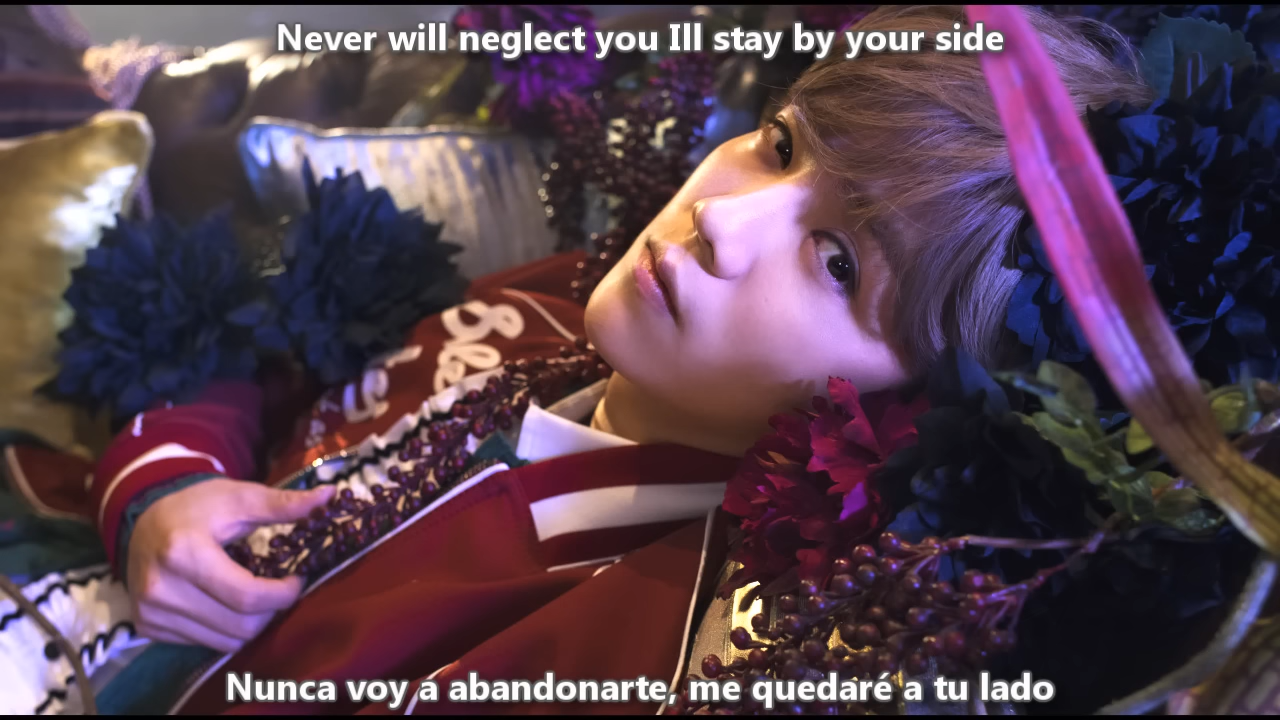 Never will neglect you Ill stay by your side
Nunca voy a abandonarte, me quedaré a tu lado